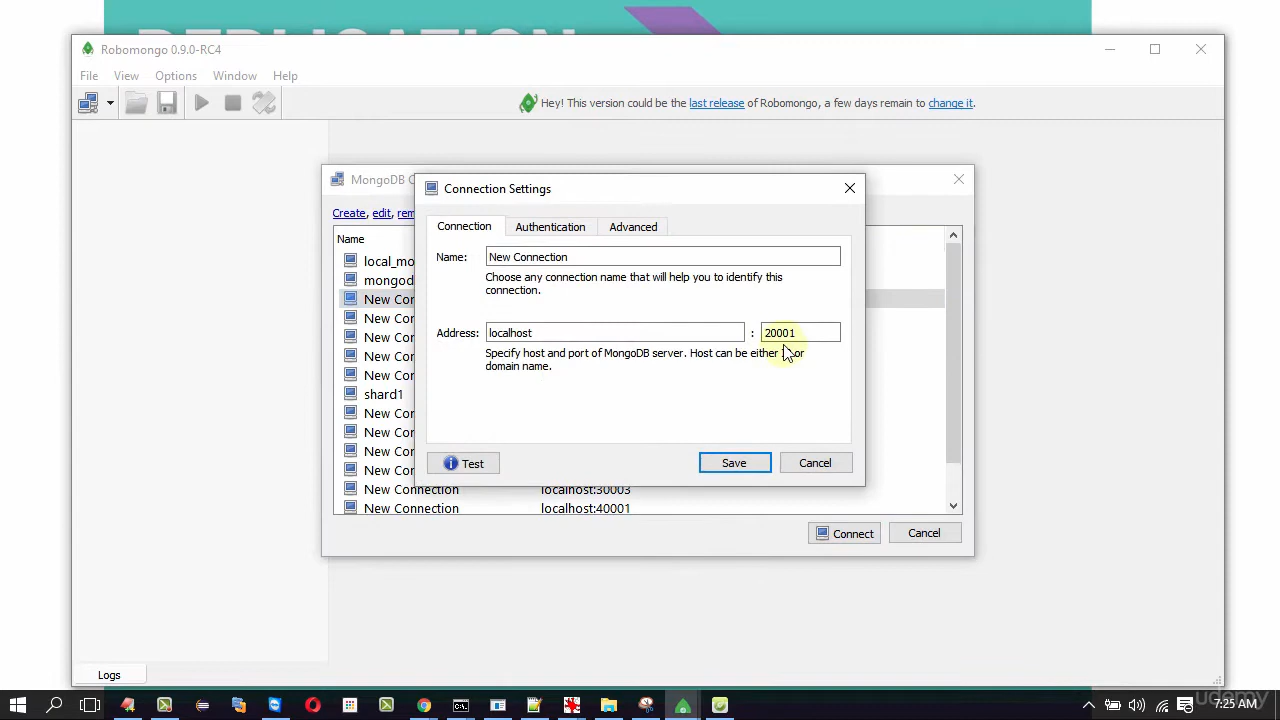 REPLICATION
Robomongo 0.9.0-RC4
File View Options Window Help
Hey! This version could be the last release of Robomongo, a few days remain to change it.
MongoDB C
Connection Settings
Create, edit, rem
Connection Authentication Advanced
Name
Name: New Connection
local_mo
Choose any connection name that will help you to identify this
mongod
connection.
New Cor
New Cor
Address: localhost : 20001
New Cor
Specify host and port of MongoDB server. Host can be either or
New Cor
domain name.
New Cor
shard1
New Cor
New Cor
New Cor
Test Save Cancel
New Cor
New Connection localhost:30003
New Connection localhost:40001
Connect Cancel
Logs
udemy
7:25 AM